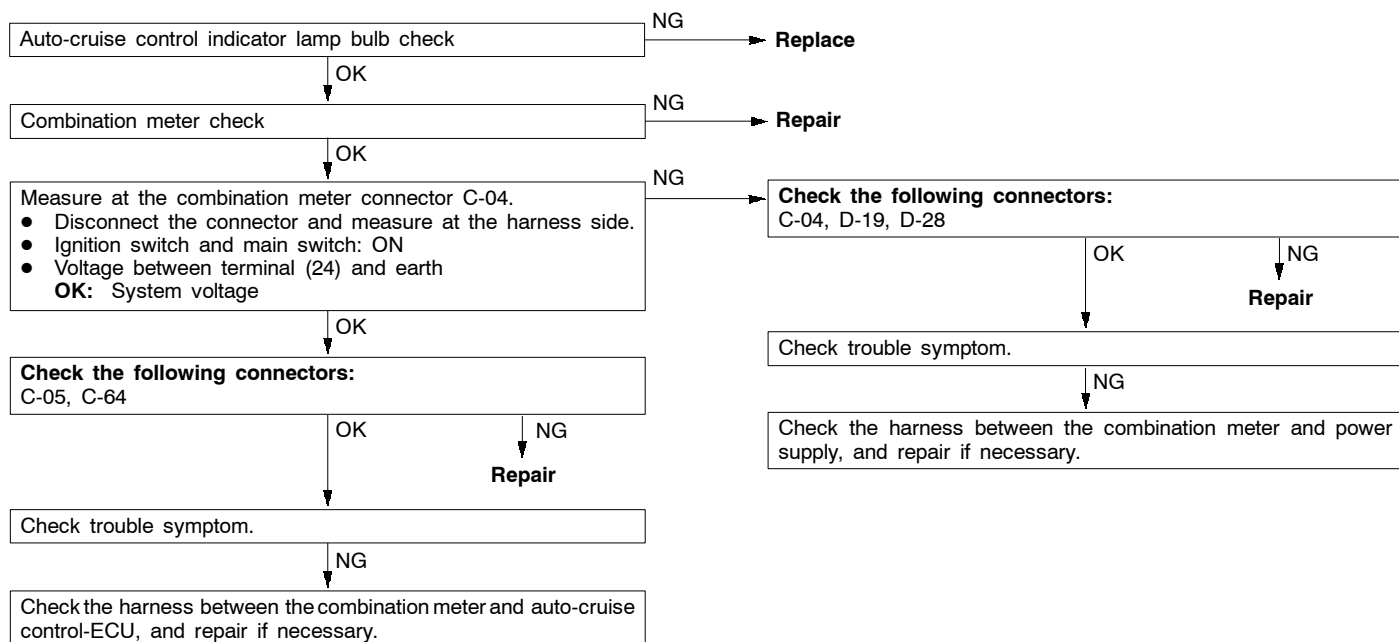 Auto-cruise control indicator lamp bulb check
NG
Replace
OK
Combination meter check
NG
Repair
OK
Measure at the combination meter connector C-04.
● Disconnect the connector and measure at the harness side.
● Ignition switch and main switch: ON
● Voltage between terminal (24) and earth
OK: System voltage
NG
Check the following connectors:
C-04, D-19, D-28
OK
NG
Repair
Check trouble symptom.
NG
Check the harness between the combination meter and power
supply, and repair if necessary.
OK
Check the following connectors:
C-05, C-64
OK
NG
Repair
Check trouble symptom.
NG
Check the harness between the combination meter and auto-cruise
control-ECU, and repair if necessary.